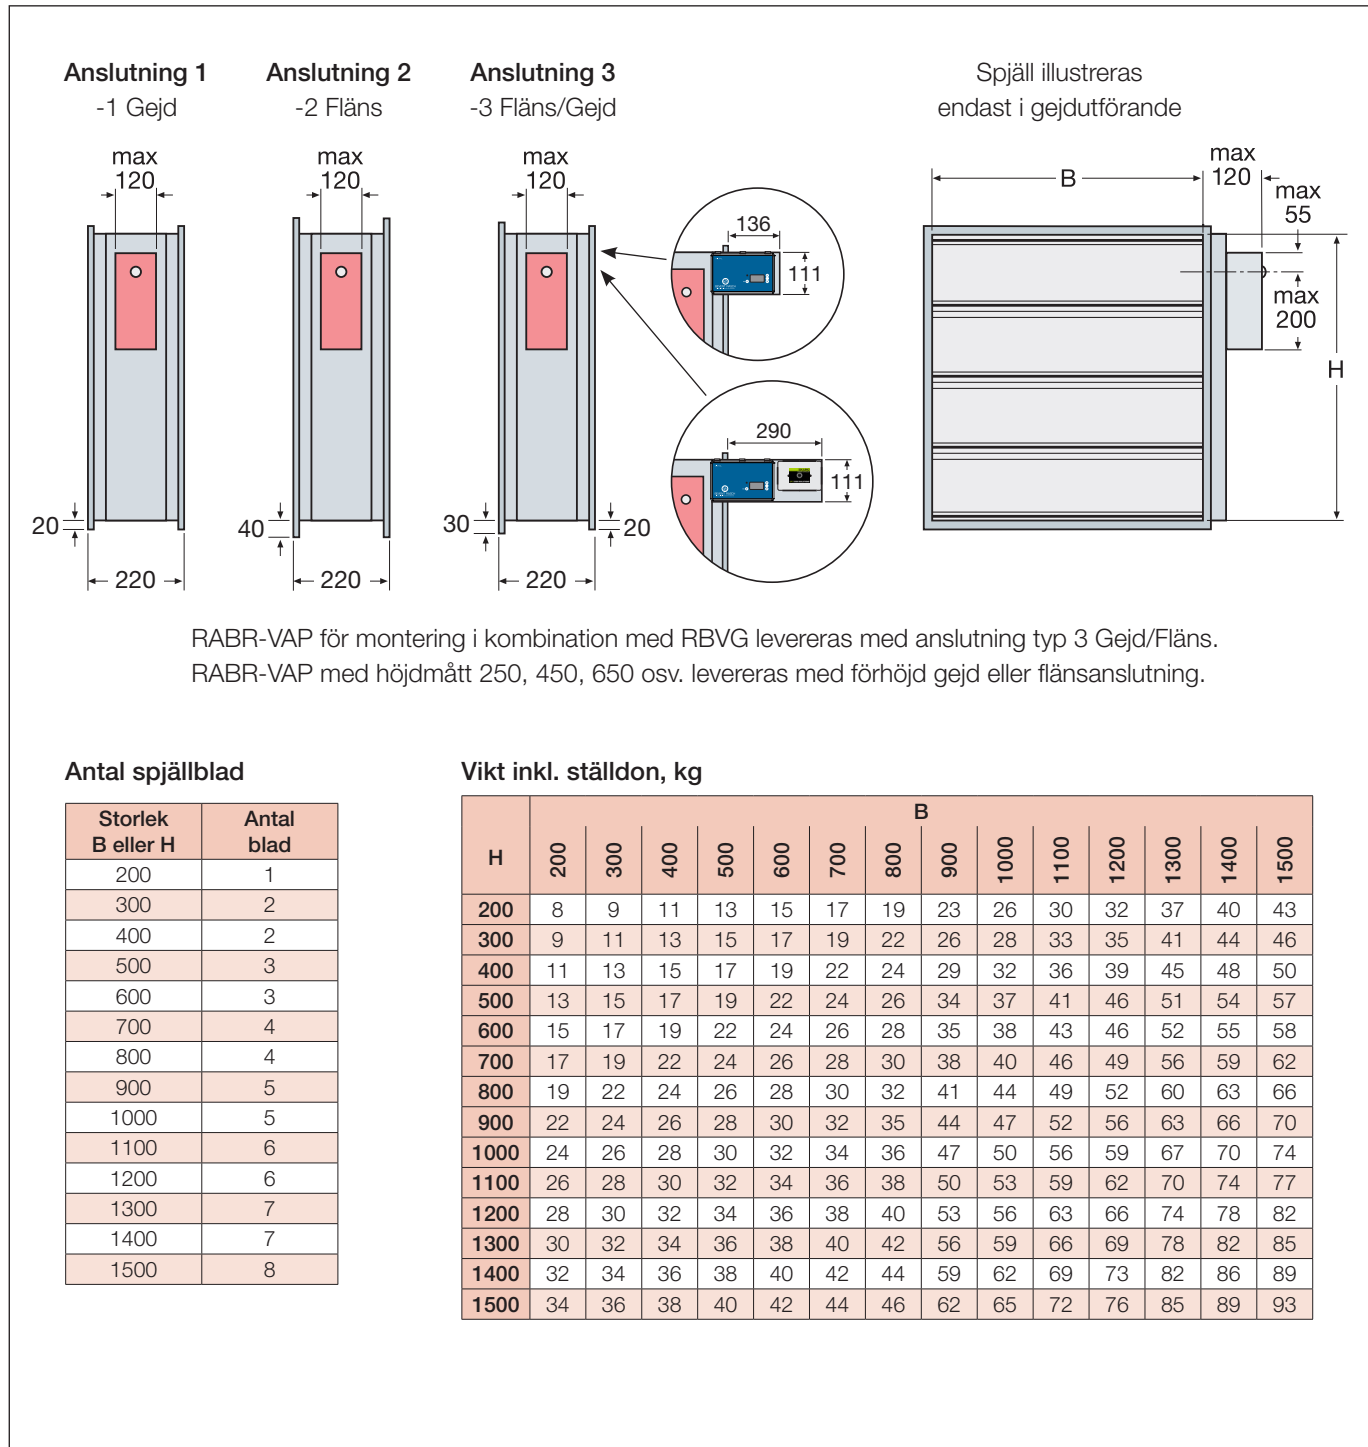 Anslutning 1
-1 Gejd
Anslutning 2
-2 Fläns
Anslutning 3
-3 Fläns/Gejd
Spjäll illustreras
endast i gejdutförande
max
120
20
220
max
120
40
220
max
120
30
20
220
136
111
290
111
B
max
120
max
55
max
200
H
RABR-VAP för montering i kombination med RBVG levereras med anslutning typ 3 Gejd/Fläns.
RABR-VAP med höjdmått 250, 450, 650 osv. levereras med förhöjd gejd eller flänsanslutning.
Antal spjällblad
Storlek B eller H Antal blad
200 1
300 2
400 2
500 3
600 3
700 4
800 4
900 5
1000 5
1100 6
1200 6
1300 7
1400 7
1500 8
Vikt inkl. ställdon, kg
B
H 200 300 400 500 600 700 800 900 1000 1100 1200 1300 1400 1500
200 8 9 11 13 15 17 19 23 26 30 32 37 40 43
300 9 11 13 15 17 19 22 26 28 33 35 41 44 46
400 11 13 15 17 19 22 24 29 32 36 39 45 48 50
500 13 15 17 19 22 24 26 34 37 41 46 51 54 57
600 15 17 19 22 24 26 28 35 38 43 46 52 55 58
700 17 19 22 24 26 28 30 38 40 46 49 56 59 62
800 19 22 24 26 28 30 32 41 44 49 52 60 63 66
900 22 24 26 28 30 32 35 44 47 52 56 63 66 70
1000 24 26 28 30 32 34 36 47 50 56 59 67 70 74
1100 26 28 30 32 34 36 38 50 53 59 62 70 74 77
1200 28 30 32 34 36 38 40 53 56 63 66 74 78 82
1300 30 32 34 36 38 40 42 56 59 66 69 78 82 85
1400 32 34 36 38 40 42 44 59 62 69 73 82 86 89
1500 34 36 38 40 42 44 46 62 65 72 76 85 89 93